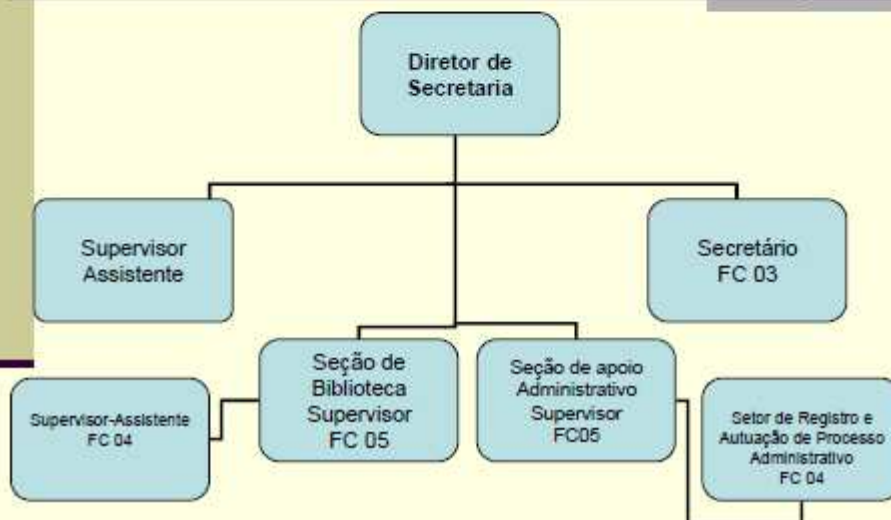 Diretor de
Secretaria
Supervisor
Assistente
Secretário
FC 03
Seção de
Biblioteca
Supervisor
FC 05
Seção de apoio
Administrativo
Supervisor
FC05
Supervisor-Assistente
FC 04
Setor de Registro e
Autuação de Processo
Administrativo
FC 04